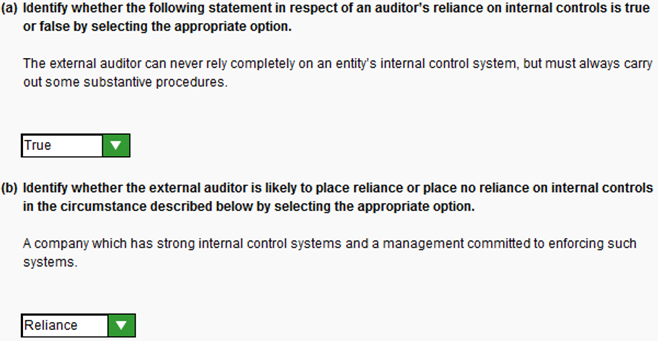 (a) Identify whether the following statement in respect of an auditor's reliance on internal controls is true
or false by selecting the appropriate option.
The external auditor can never rely completely on an entity's internal control system, but must always carry
out some substantive procedures.
True
(b) Identify whether the external auditor is likely to place reliance or place no reliance on internal controls
in the circumstance described below by selecting the appropriate option.
A company which has strong internal control systems and a management committed to enforcing such
systems.
Reliance